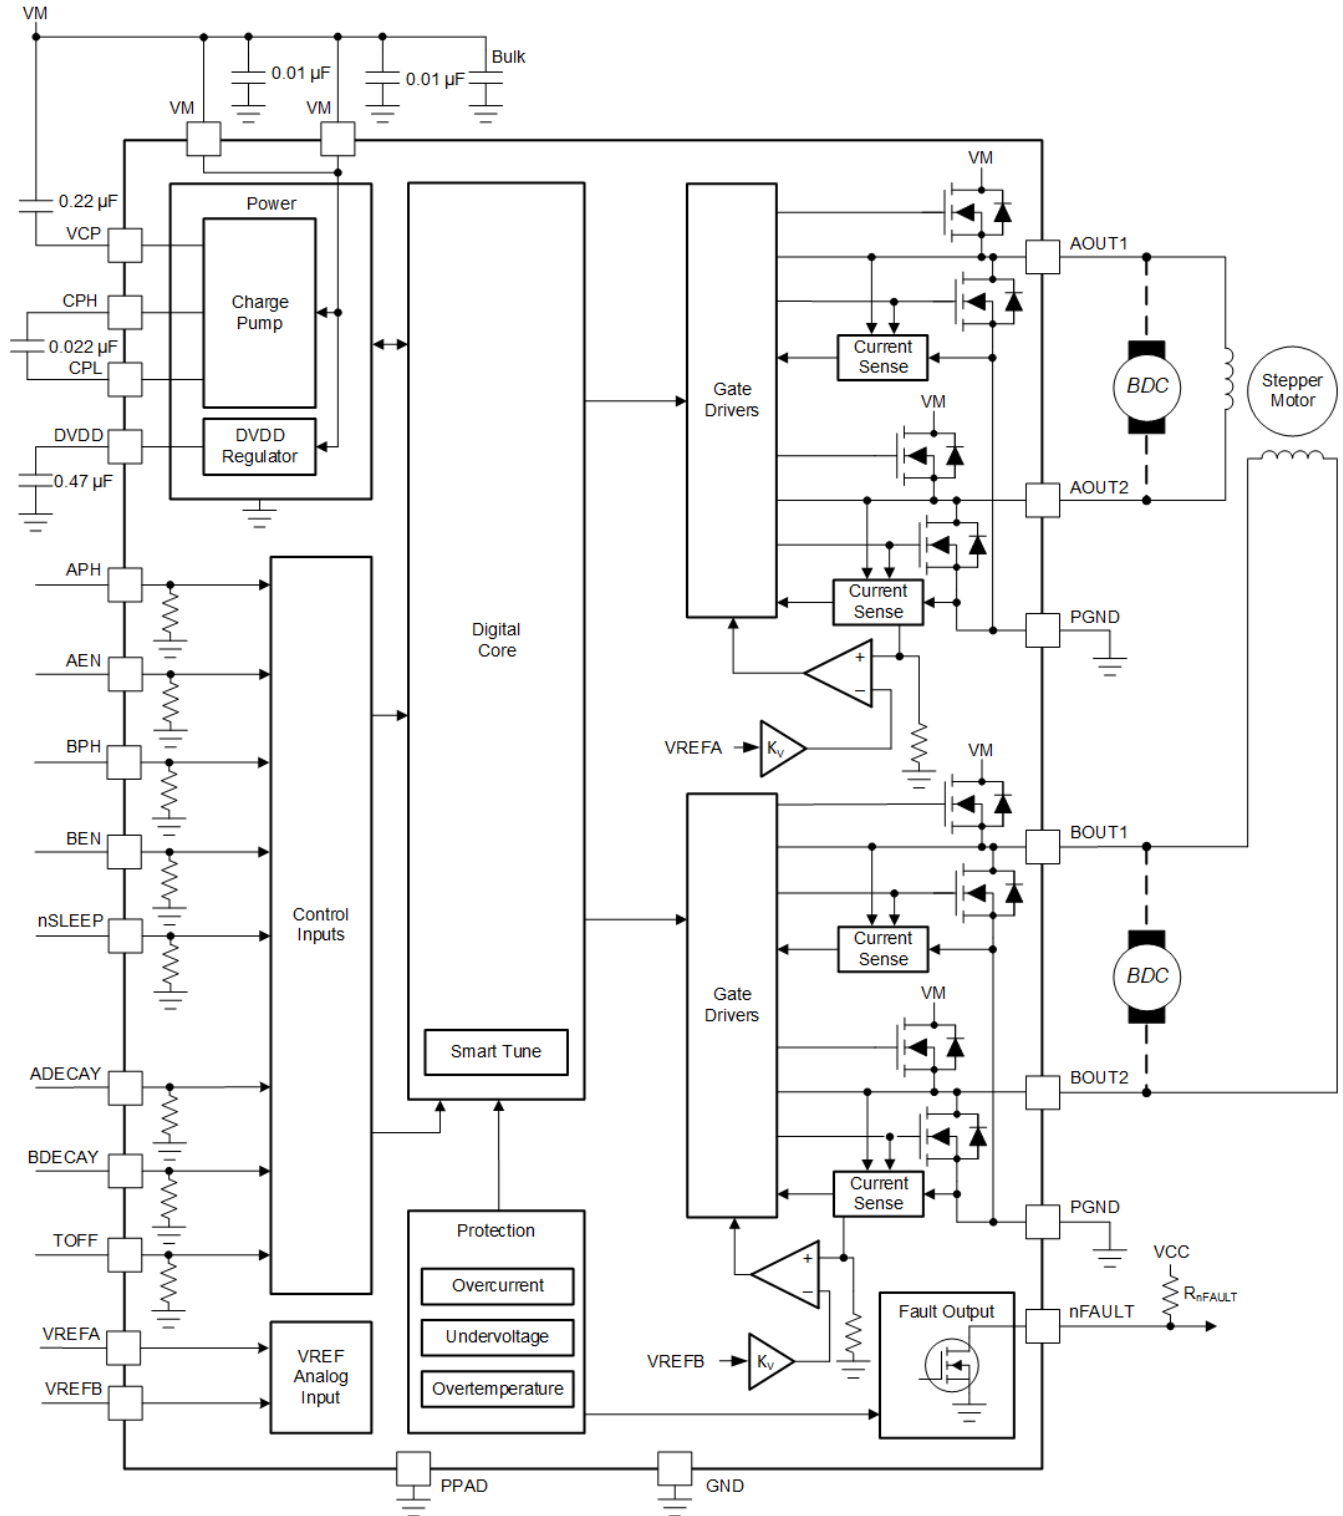 VM
Bulk
0.01 µF
0.01 µF
VM
VM
0.22 µF
VCP
CPH
0.022 µF
CPL
DVDD
0.47 µF
Power
Charge
Pump
DVDD
Regulator
APH
AEN
BPH
BEN
nSLEEP
ADECAY
BDECAY
TOFF
VREFA
VREFB
Control
Inputs
VREF
Analog
Input
Digital
Core
Smart Tune
Protection
Overcurrent
Undervoltage
Overtemperature
PPAD
GND
Gate
Drivers
VM
Current
Sense
VM
Current
Sense
+
−
VREFA
KV
AOUT1
BDC
Stepper
Motor
AOUT2
PGND
Gate
Drivers
VM
Current
Sense
VM
Current
Sense
+
−
VREFB
KV
BOUT1
BDC
BOUT2
PGND
Fault Output
VCC
RnFAULT
nFAULT